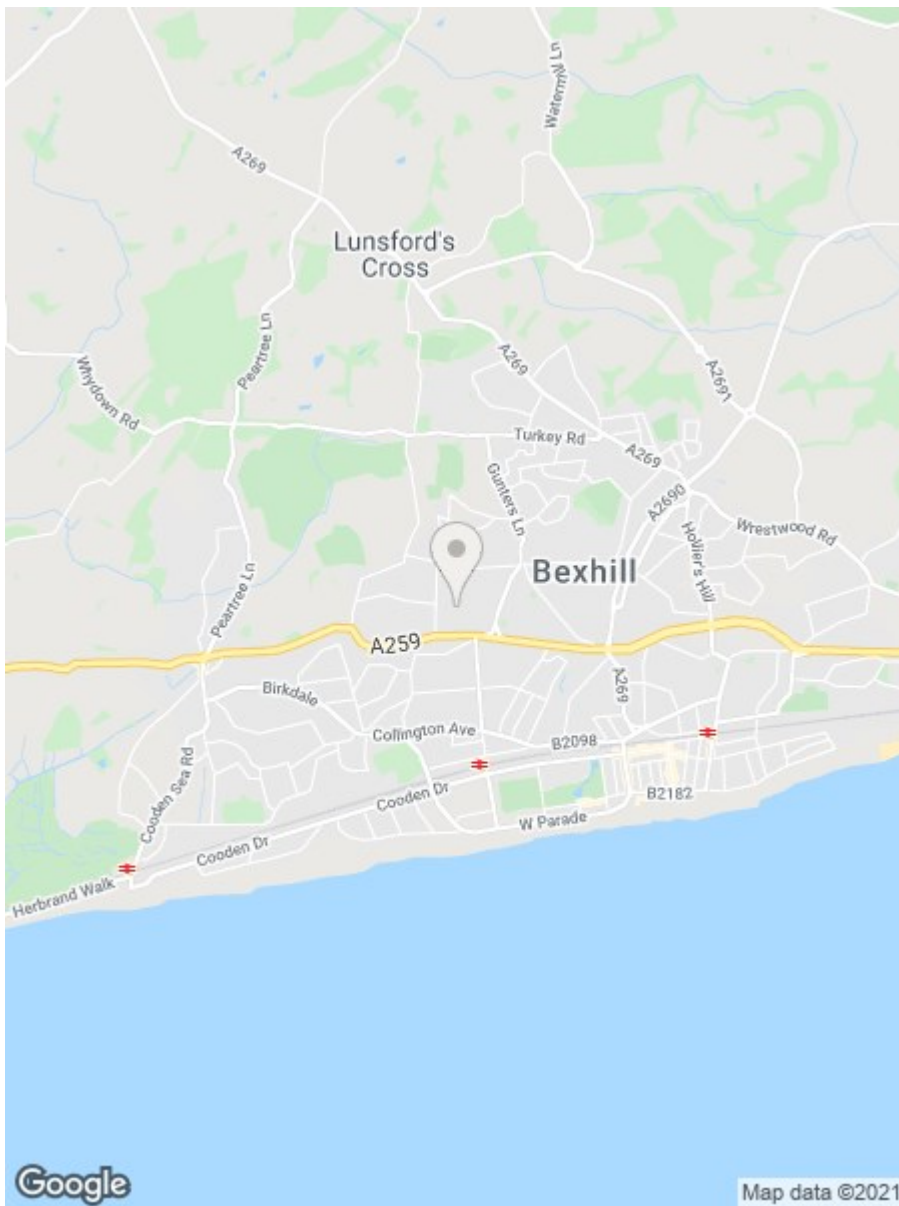 Watermill Ln
A269
Lunsford's
Cross
Peartree Ln
Whydown Rd
A269
A2691
Turkey Rd
A269
Gunters Ln
A2690
Wrestwood Rd
Hollier's Hill
Bexhill
Peartree Ln
A259
Birkdale
A269
Collington Ave
B2098
Cooden Sea Rd
Cooden Dr
B2182
W Parade
Cooden Dr
Herbrand Walk
Google
Map data ©2021